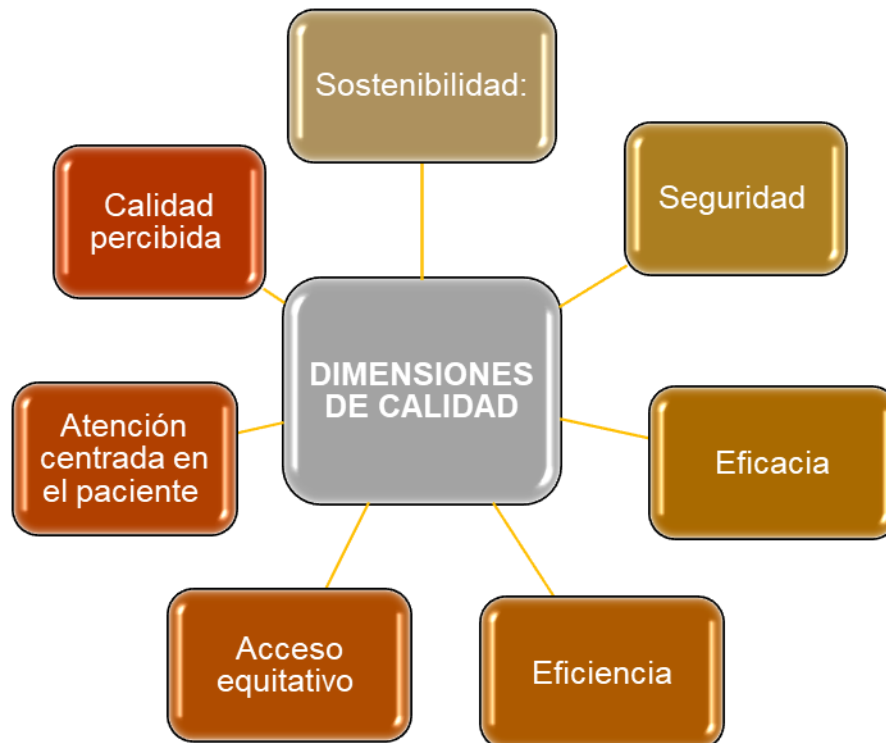 Sostenibilidad:
Seguridad
Calidad
percibida
DIMENSIONES
DE CALIDAD
Atención
centrada en
el paciente
Eficacia
Acceso
equitativo
Eficiencia